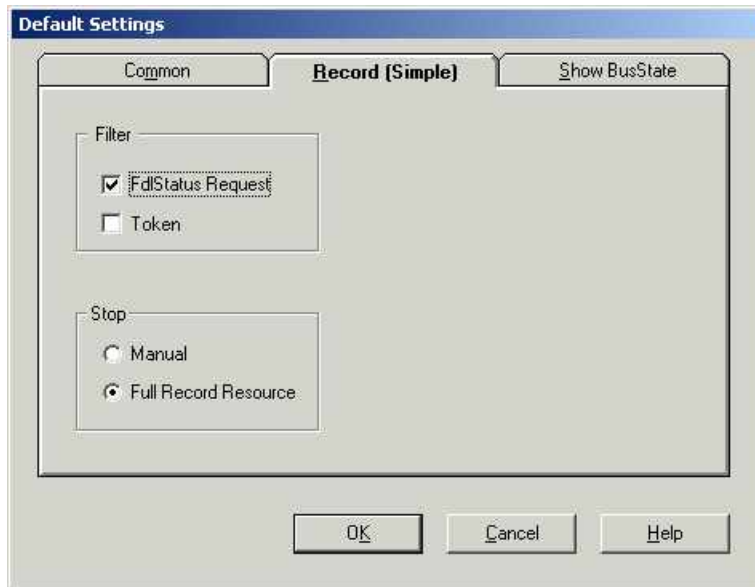 Default Settings
Common Record (Simple) Show BusState
Filter
FdlStatus Request
Token
Stop
Manual
Full Record Resource
OK Cancel Help